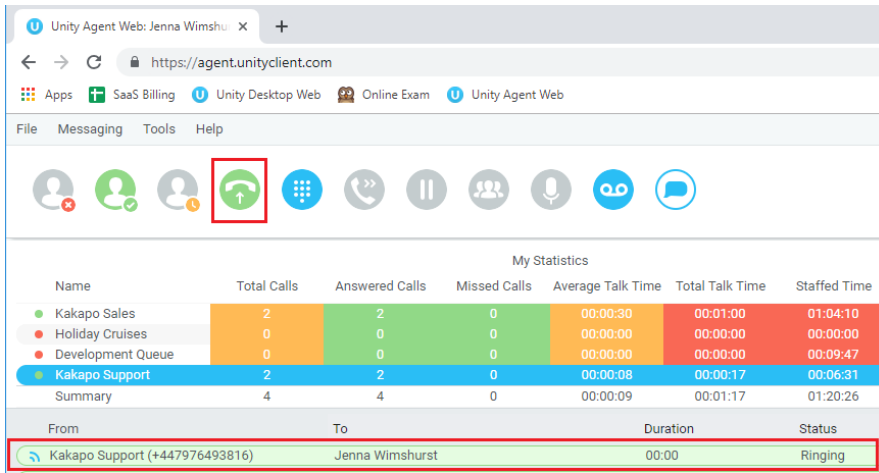 Unity Agent Web: Jenna Wimshu
https://agent.unityclient.com
Apps SaaS Billing Unity Desktop Web Online Exam Unity Agent Web
File Messaging Tools Help
My Statistics
Name Total Calls Answered Calls Missed Calls Average Talk Time Total Talk Time Staffed Time
Kakapo Sales 2 2 0 00:00:30 00:01:00 01:04:10
Holiday Cruises 0 0 0 00:00:00 00:00:00 00:00:00
Development Queue 0 0 0 00:00:00 00:00:00 00:09:47
Kakapo Support 2 2 0 00:00:08 00:00:17 00:06:31
Summary 4 4 0 00:00:09 00:01:17 01:20:26
From To Duration Status
Kakapo Support (+447976493816) Jenna Wimshurst 00:00 Ringing